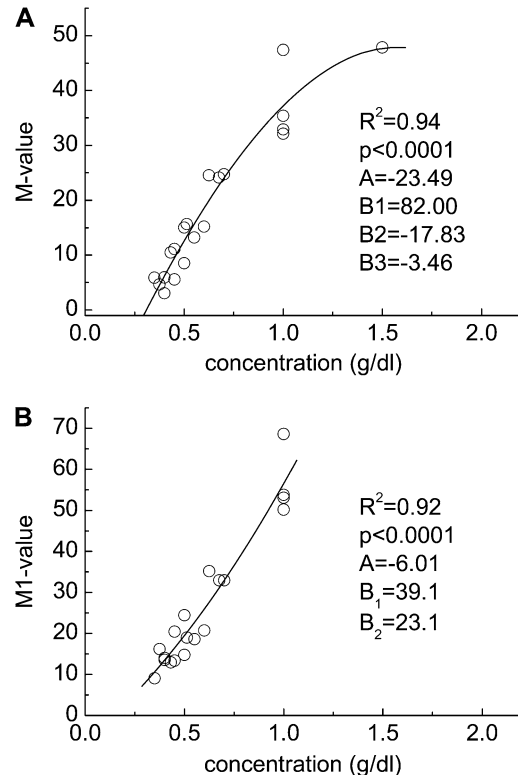 A
50
40
30
20
10
0
M-value
0.0 0.5 1.0 1.5 2.0
concentration (g/dl)
R²=0.94
p<0.0001
A=-23.49
B1=82.00
B2=-17.83
B3=-3.46
B
70
60
50
40
30
20
10
0
M1-value
0.0 0.5 1.0 1.5 2.0
concentration (g/dl)
R²=0.92
p<0.0001
A=-6.01
B₁=39.1
B₂=23.1